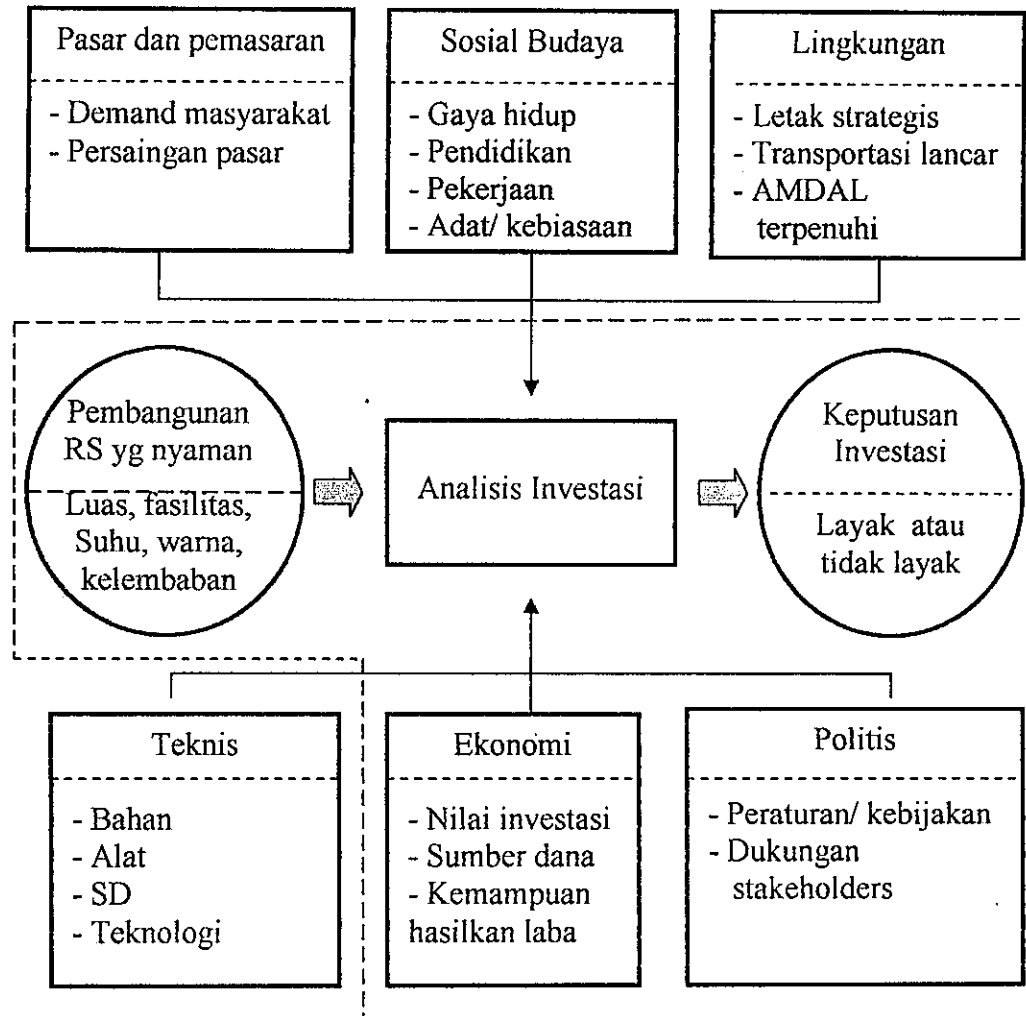 Pasar dan pemasaran
- Demand masyarakat
- Persaingan pasar
Sosial Budaya
- Gaya hidup
- Pendidikan
- Pekerjaan
- Adat/ kebiasaan
Lingkungan
- Letak strategis
- Transportasi lancar
- AMDAL
terpenuhi
Pembangunan
RS yg nyaman
Luas, fasilitas,
Suhu, warna,
kelembaban
Analisis Investasi
Keputusan
Investasi
Layak atau
tidak layak
Teknis
- Bahan
- Alat
- SD
- Teknologi
Ekonomi
- Nilai investasi
- Sumber dana
- Kemampuan
hasilkan laba
Politis
- Peraturan/ kebijakan
- Dukungan
stakeholders